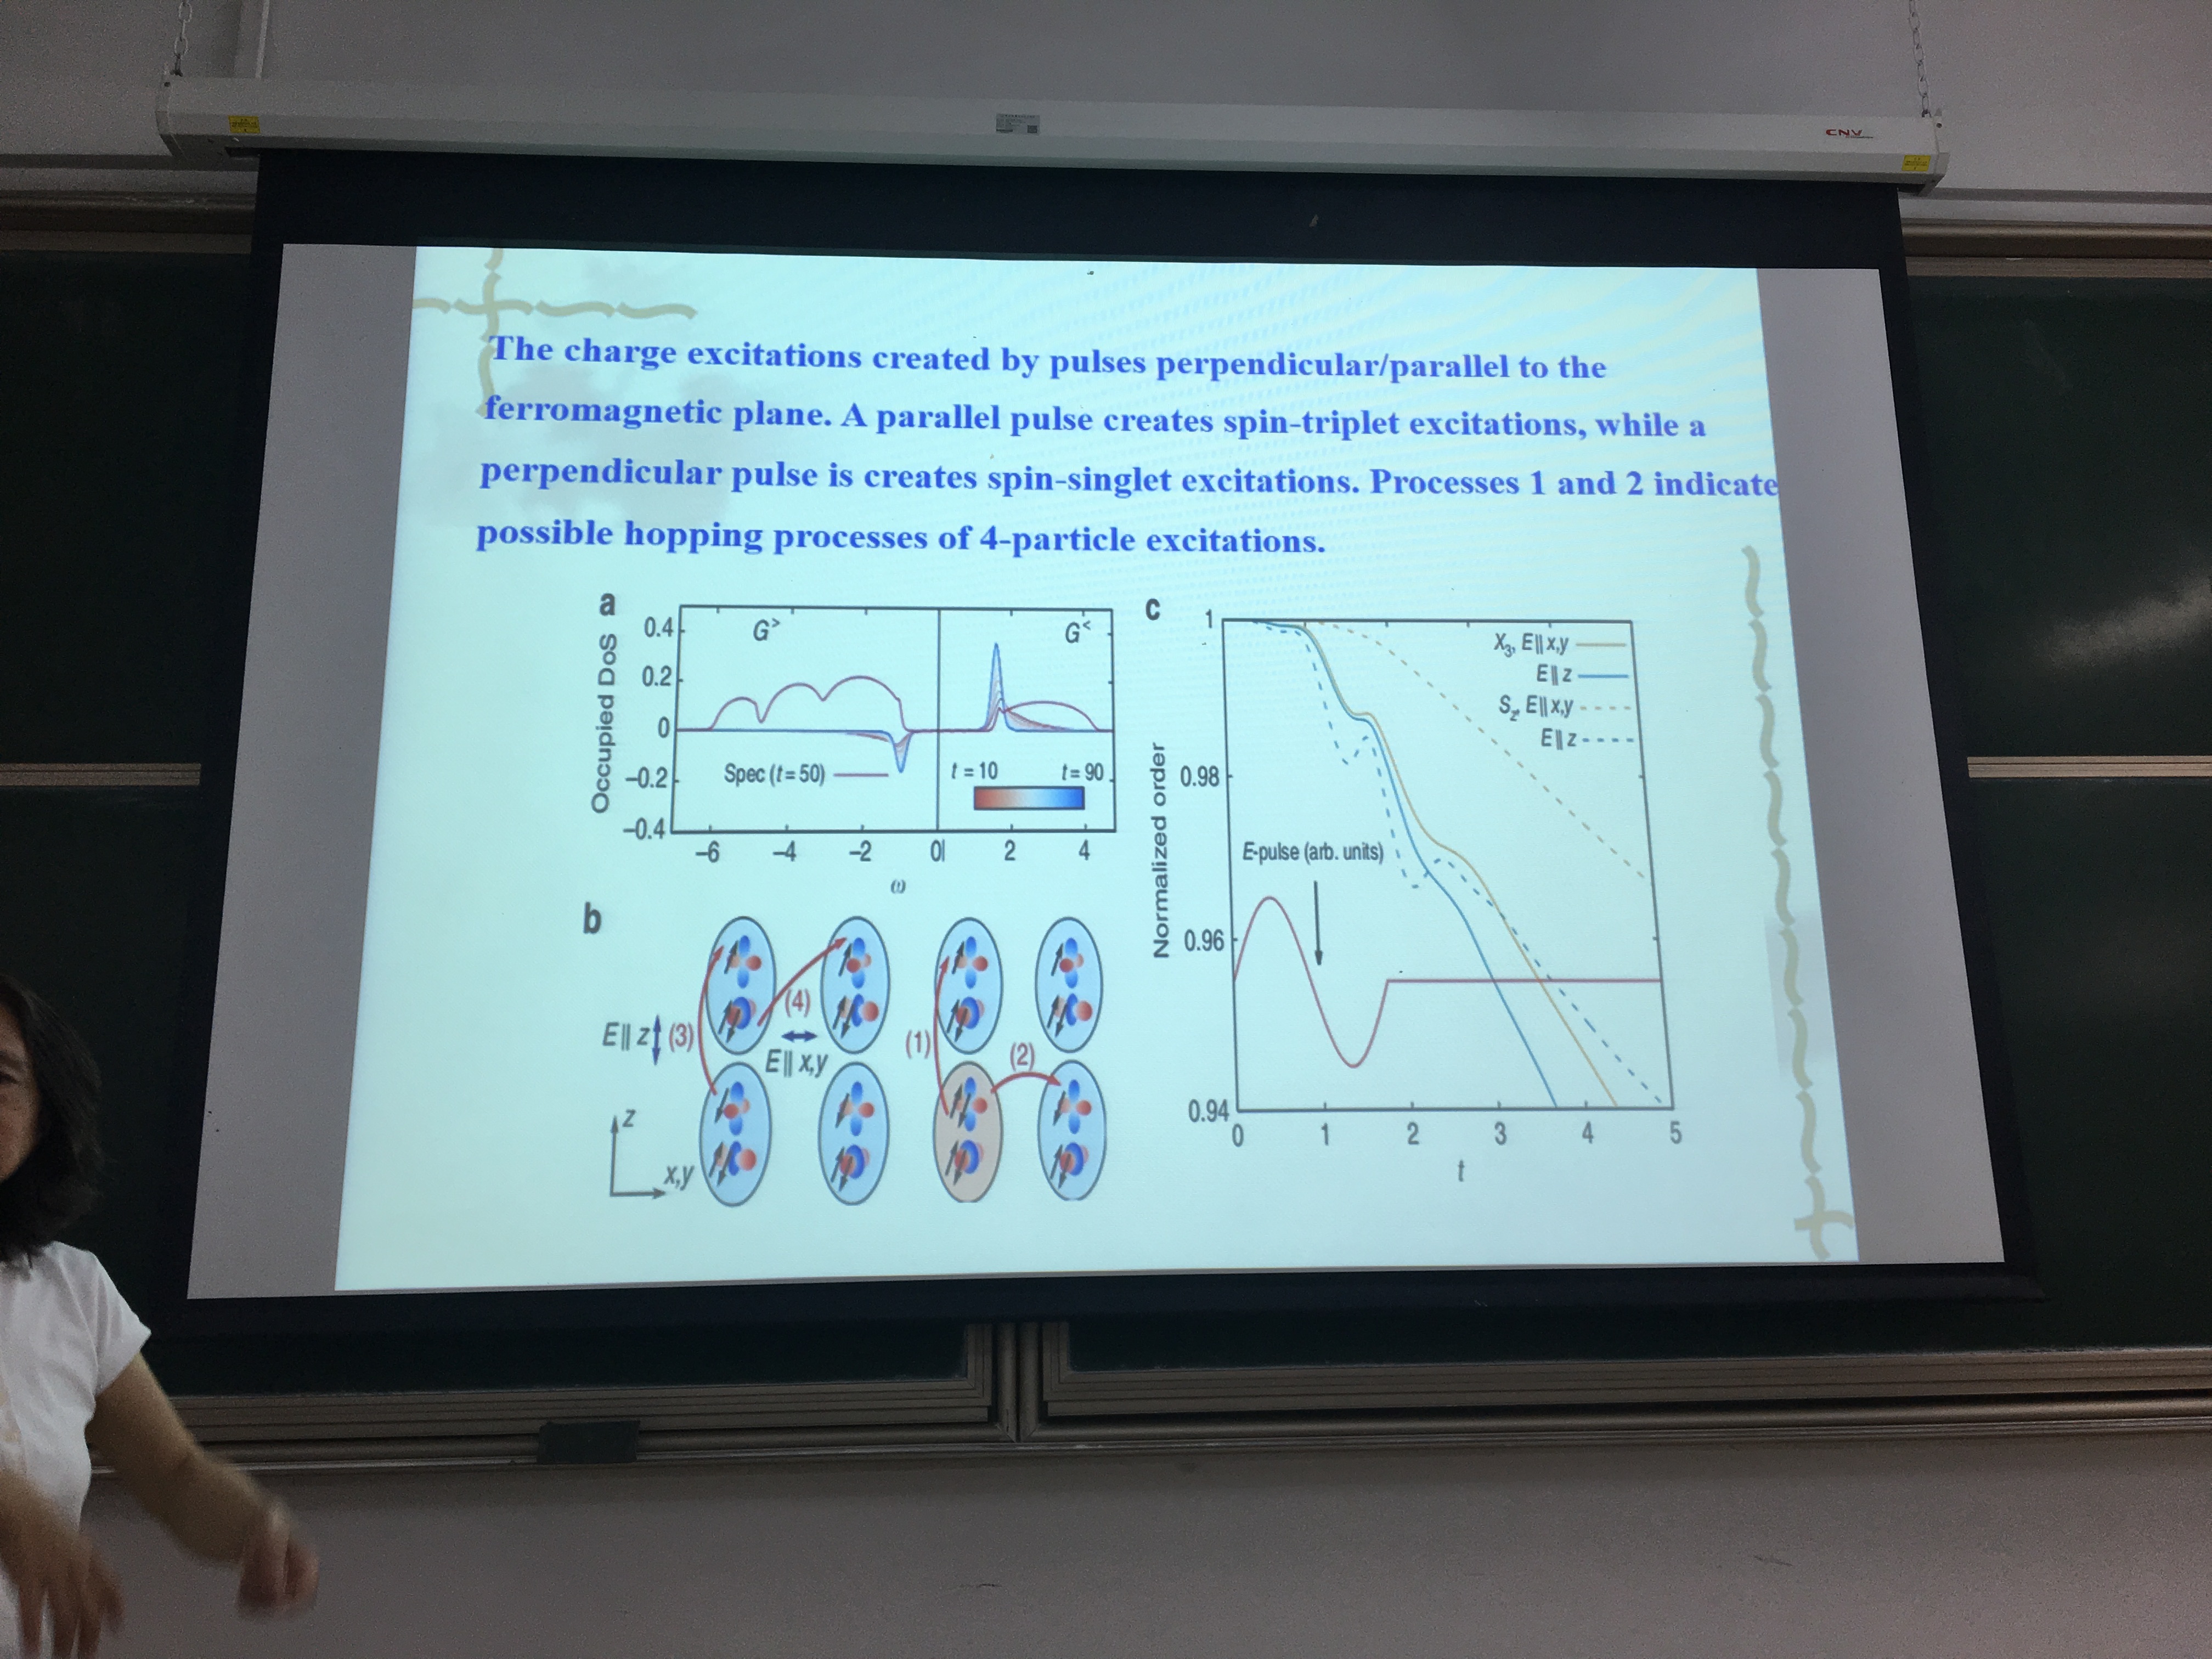 CNV
The charge excitations created by pulses perpendicular/parallel to the
ferromagnetic plane. A parallel pulse creates spin-triplet excitations, while a
perpendicular pulse is creates spin-singlet excitations. Processes 1 and 2 indicate
possible hopping processes of 4-particle excitations.
a
Occupied DoS
0.4
0.2
0
−0.2
−0.4
G>
G<
Spec (t = 50)
t = 10
t = 90
−6
−4
−2
0
2
4
ω
b
E ∥ z
(3)
(4)
E ∥ x,y
(1)
(2)
z
x,y
c
Normalized order
1
0.98
0.96
0.94
X3, E ∥ x,y
E ∥ z
Sz, E ∥ x,y
E ∥ z
E-pulse (arb. units)
0
1
2
3
4
5
t